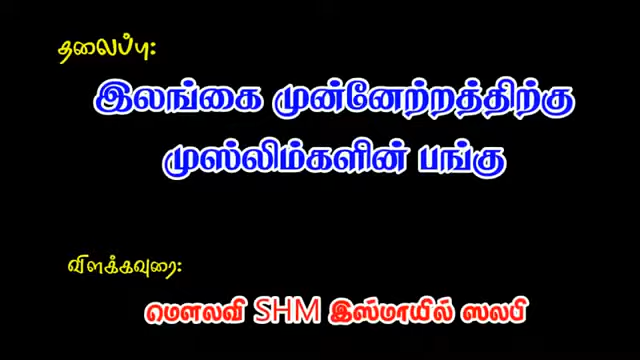 தலைப்பு:
இலங்கை முன்னேற்றத்திற்கு
முஸ்லிம்களின் பங்கு
விளக்கவுரை:
மௌலவி SHM இஸ்மாயில் ஸலபி